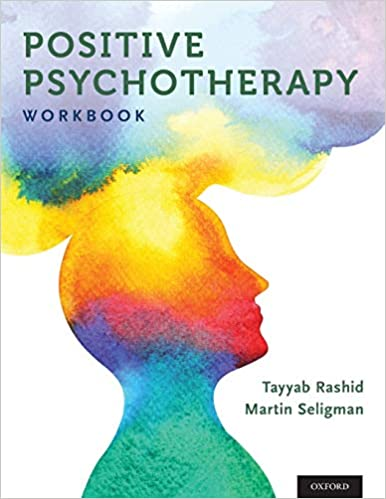 POSITIVE
PSYCHOTHERAPY
WORKBOOK
Tayyab Rashid
Martin Seligman
OXFORD